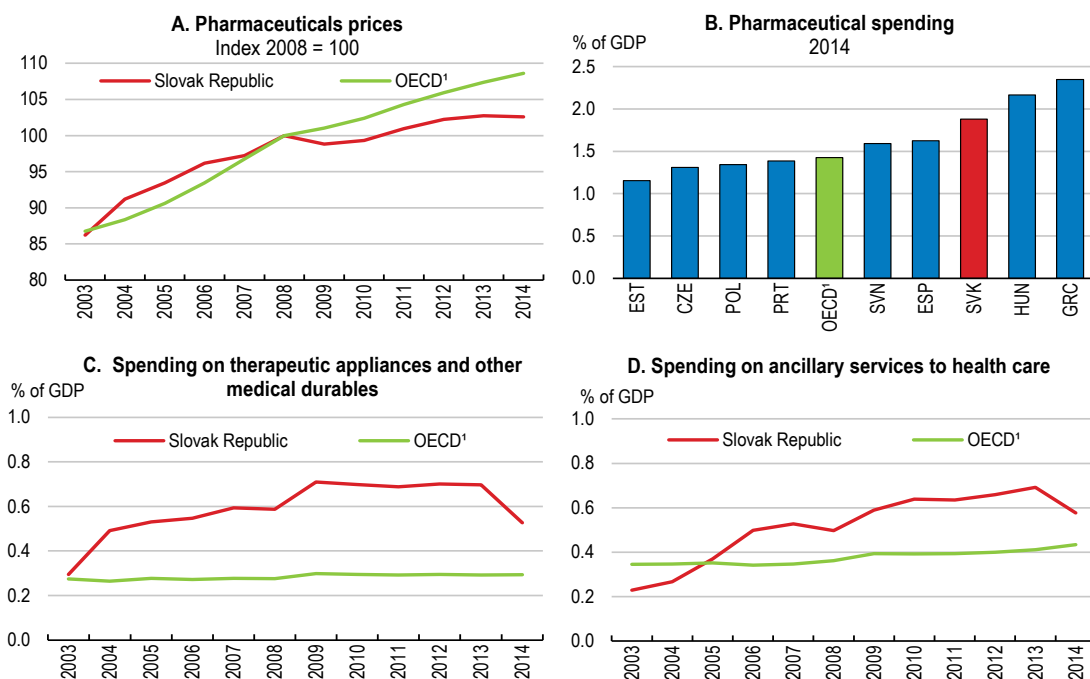 A. Pharmaceuticals prices
Index 2008 = 100
110
105
100
95
90
85
80
Slovak Republic
OECD¹
2003
2004
2005
2006
2007
2008
2009
2010
2011
2012
2013
2014
B. Pharmaceutical spending
% of GDP
2014
2.5
2.0
1.5
1.0
0.5
0.0
EST
CZE
POL
PRT
OECD¹
SVN
ESP
SVK
HUN
GRC
C. Spending on therapeutic appliances and other
medical durables
% of GDP
1.0
0.8
0.6
0.4
0.2
0.0
Slovak Republic
OECD¹
2003
2004
2005
2006
2007
2008
2009
2010
2011
2012
2013
2014
D. Spending on ancillary services to health care
% of GDP
1.0
0.8
0.6
0.4
0.2
0.0
Slovak Republic
OECD¹
2003
2004
2005
2006
2007
2008
2009
2010
2011
2012
2013
2014